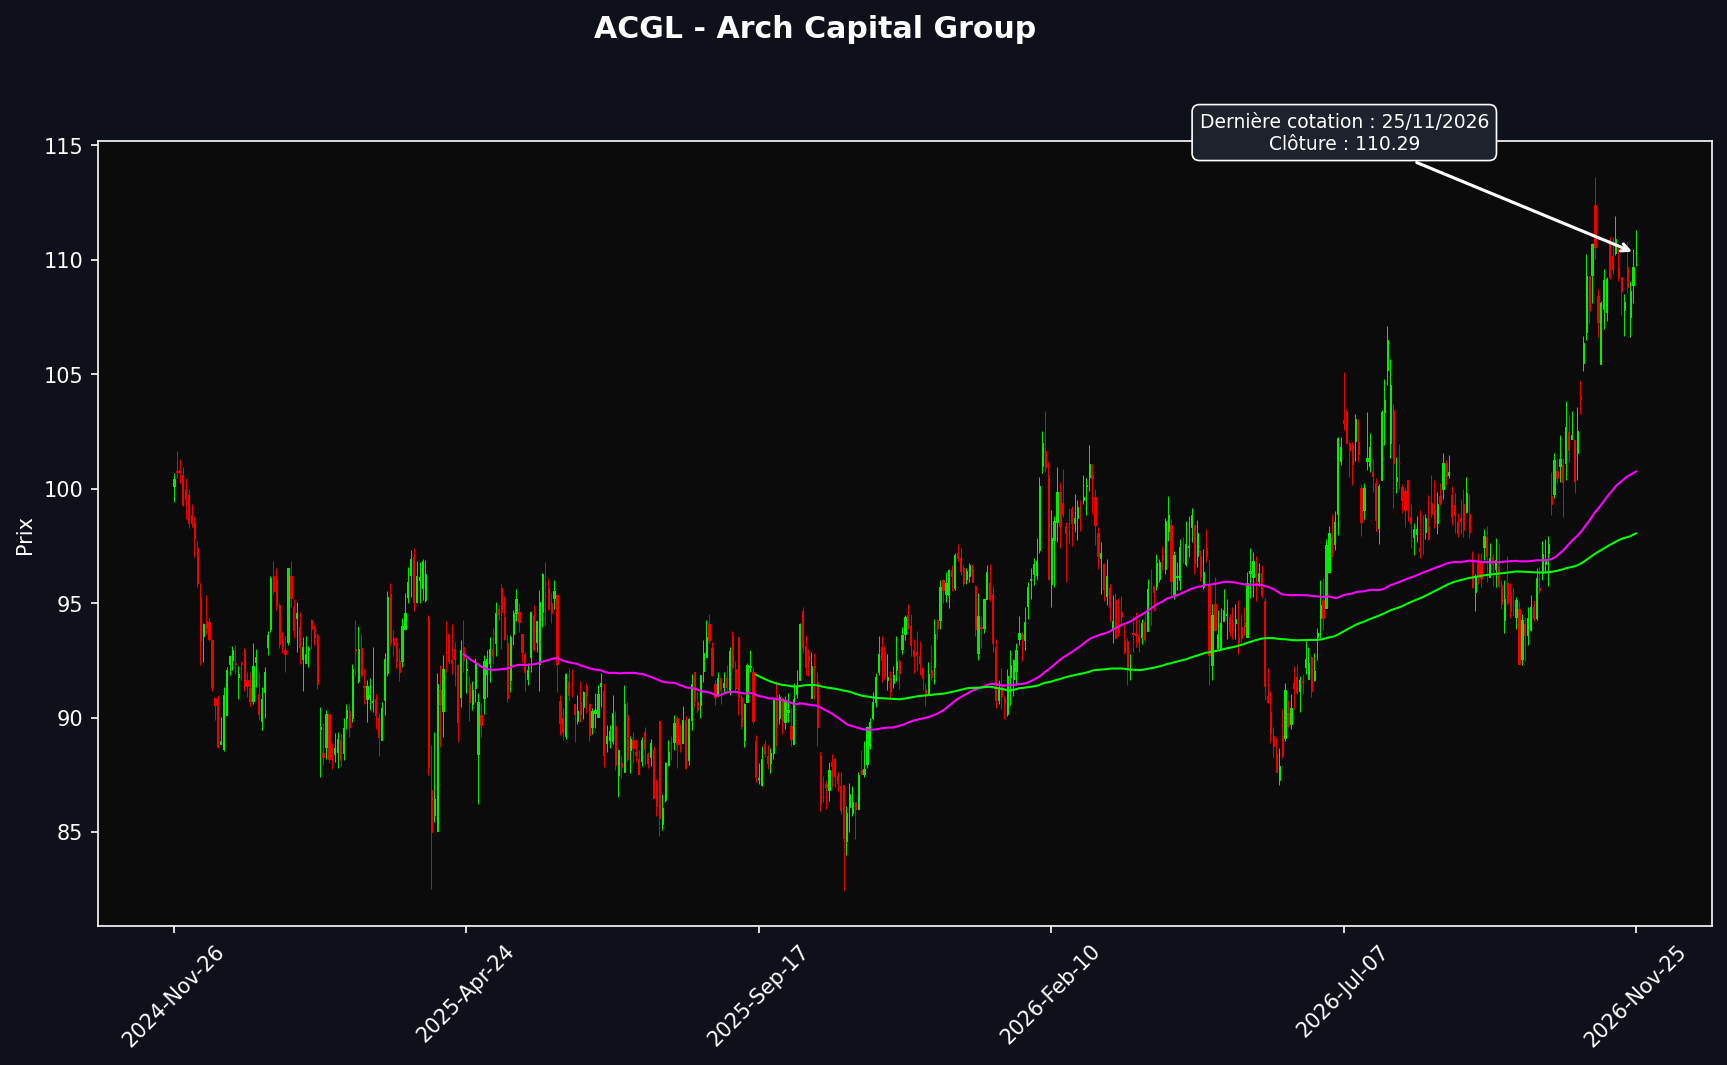 ACGL - Arch Capital Group
Dernière cotation : 25/11/2026
Clôture : 110.29
115
110
105
100
95
90
85
Prix
2024-Nov-26
2025-Apr-24
2025-Sep-17
2026-Feb-10
2026-Jul-07
2026-Nov-25